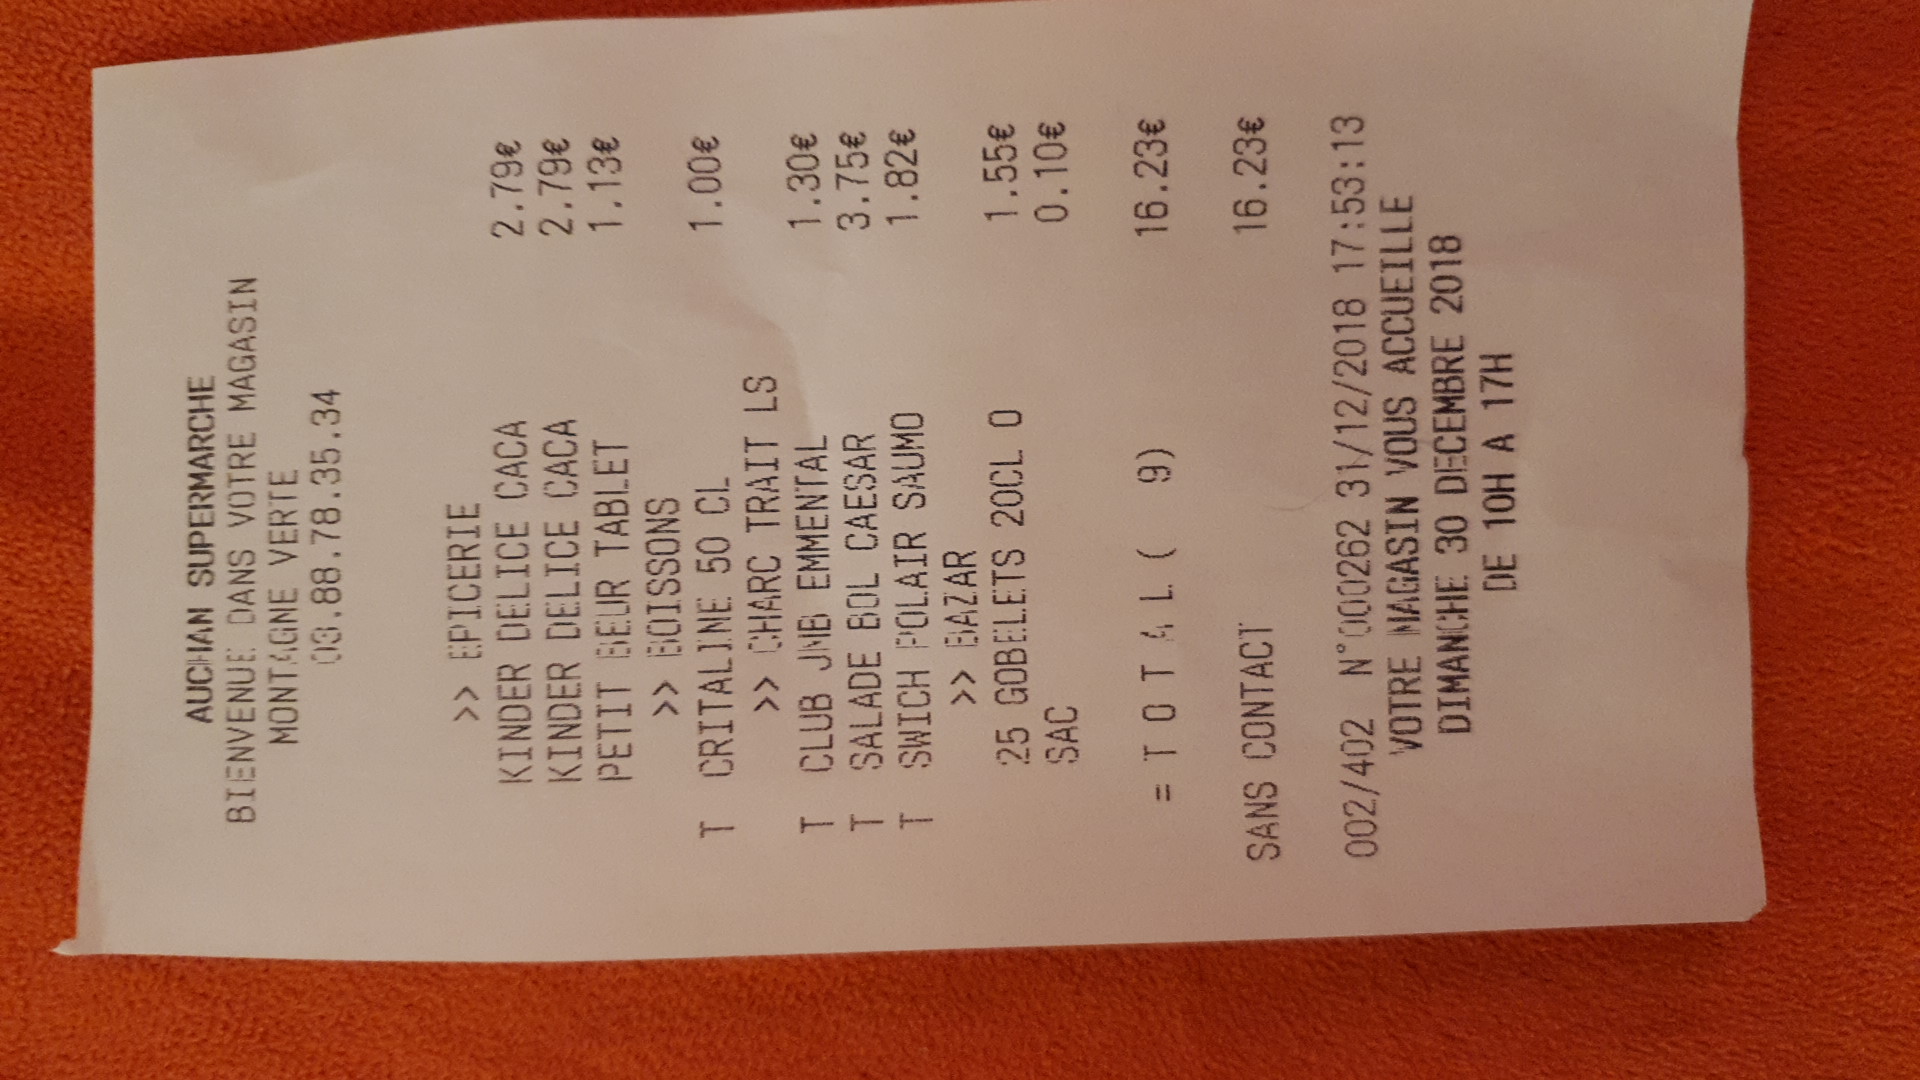 AUCHAN SUPERMARCHE
BIENVENUE DANS VOTRE MAGASIN
MONTAGNE VERTE
03.88.78.35.34
>> EPICERIE
KINDER DELICE CACA 2.79€
KINDER DELICE CACA 2.79€
PETIT BEUR TABLET 1.13€
>> BOISSONS
T CRITALINE 50 CL 1.00€
>> CHARC TRAIT LS
T CLUB JMB EMMENTAL 1.30€
T SALADE BOL CAESAR 3.75€
T SWICH POLAIR SAUMO 1.82€
>> BAZAR
25 GOBELETS 20CL O 1.55€
SAC 0.10€
= T O T A L ( 9) 16.23€
SANS CONTACT 16.23€
002/402 N°000262 31/12/2018 17:53:13
VOTRE MAGASIN VOUS ACCUEILLE
DIMANCHE 30 DECEMBRE 2018
DE 10H A 17H